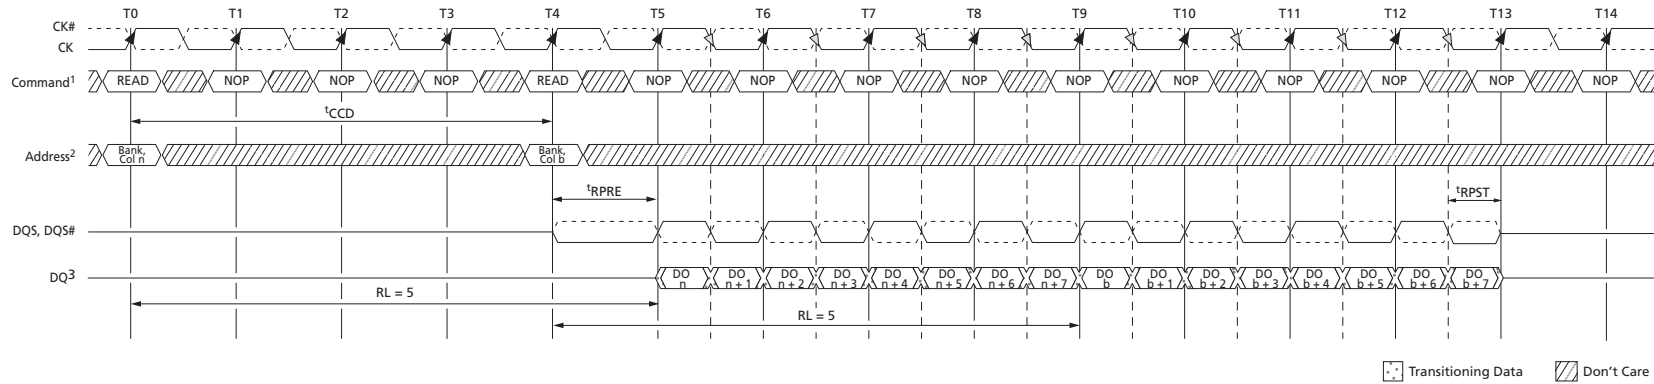 T0 T1 T2 T3 T4 T5 T6 T7 T8 T9 T10 T11 T12 T13 T14
CK#
CK
Command1 READ NOP NOP NOP READ NOP NOP NOP NOP NOP NOP NOP NOP NOP NOP
tCCD
Address2 Bank, Col n Bank, Col b
tRPRE tRPST
DQS, DQS#
DQ3 DO n DO n + 1 DO n + 2 DO n + 3 DO n + 4 DO n + 5 DO n + 6 DO n + 7 DO b DO b + 1 DO b + 2 DO b + 3 DO b + 4 DO b + 5 DO b + 6 DO b + 7
RL = 5
RL = 5
Transitioning Data Don't Care